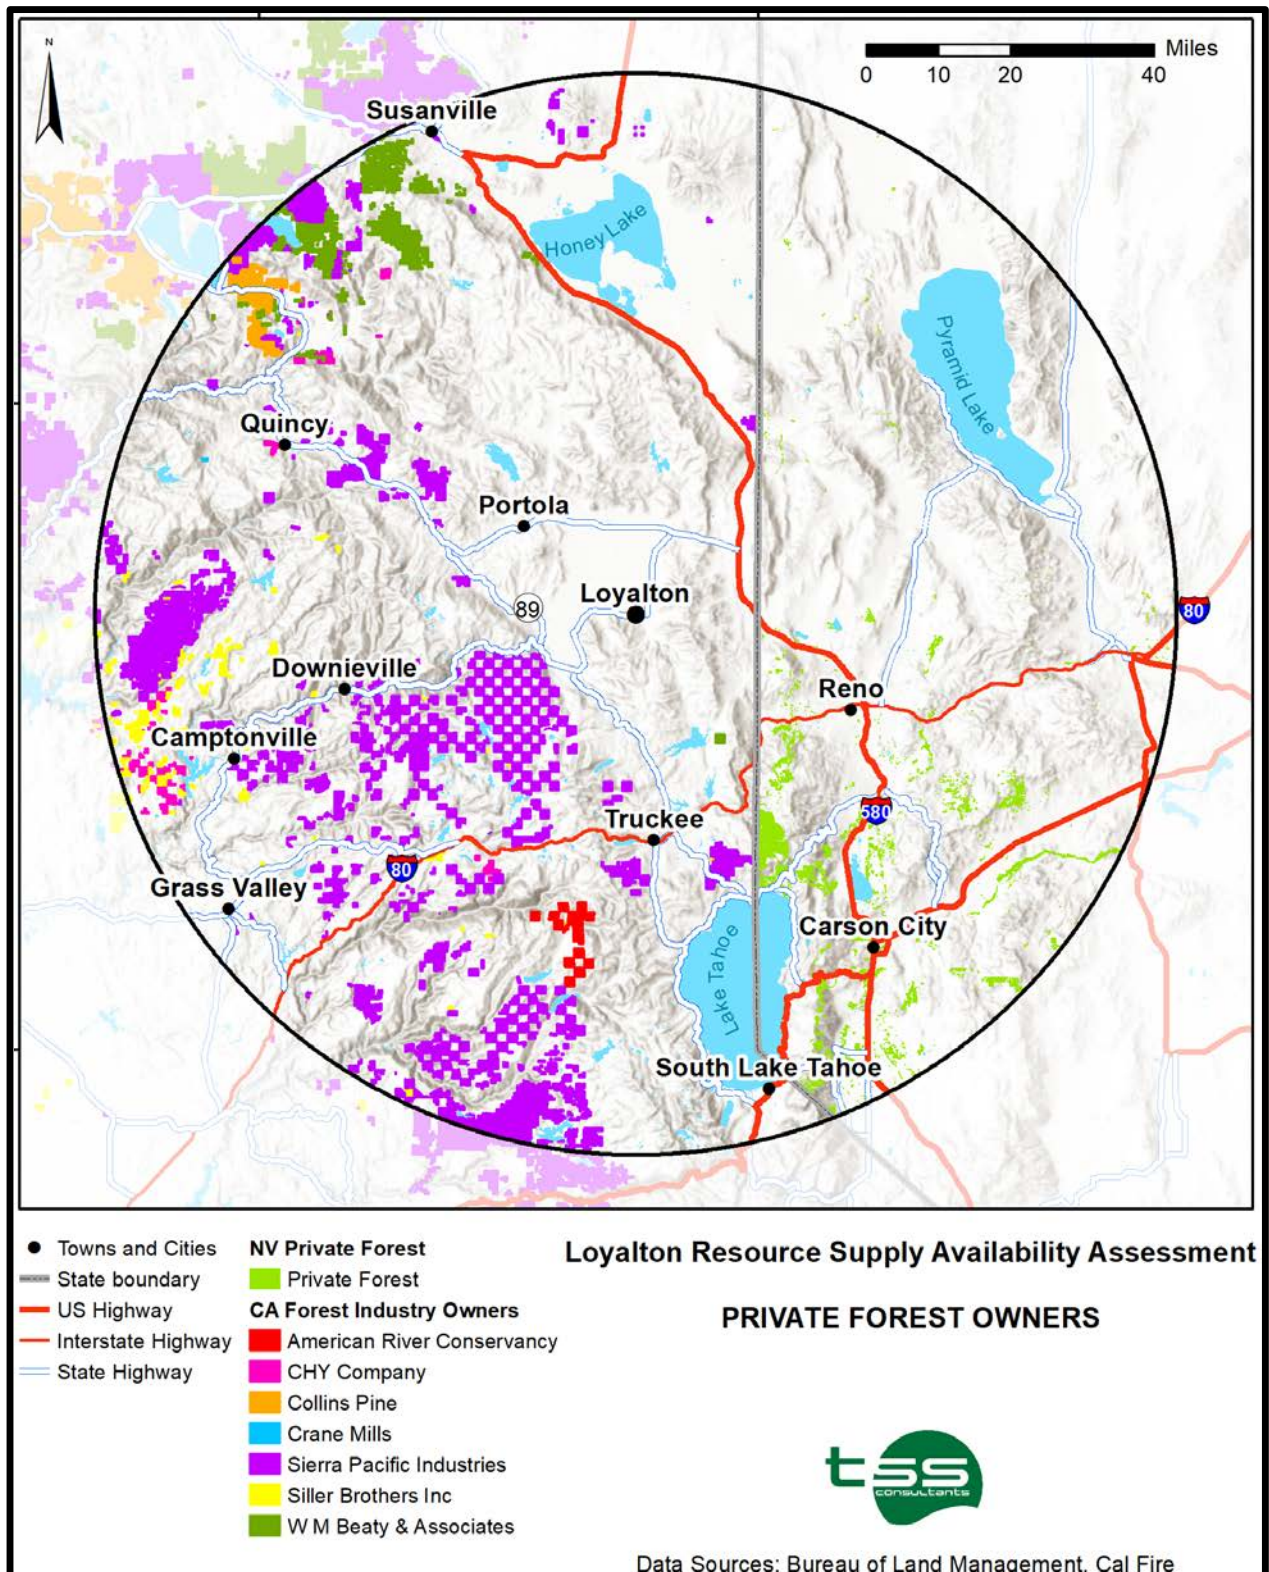 N
Miles
0 10 20 40
Susanville
Honey Lake
Pyramid Lake
Quincy
Portola
Loyalton
89
80
Downieville
Reno
Camptonville
580
Truckee
80
Grass Valley
Carson City
Lake Tahoe
South Lake Tahoe
Towns and Cities
State boundary
US Highway
Interstate Highway
State Highway
NV Private Forest
Private Forest
CA Forest Industry Owners
American River Conservancy
CHY Company
Collins Pine
Crane Mills
Sierra Pacific Industries
Siller Brothers Inc
W M Beaty & Associates
Loyalton Resource Supply Availability Assessment
PRIVATE FOREST OWNERS
tss
consultants
Data Sources: Bureau of Land Management, Cal Fire